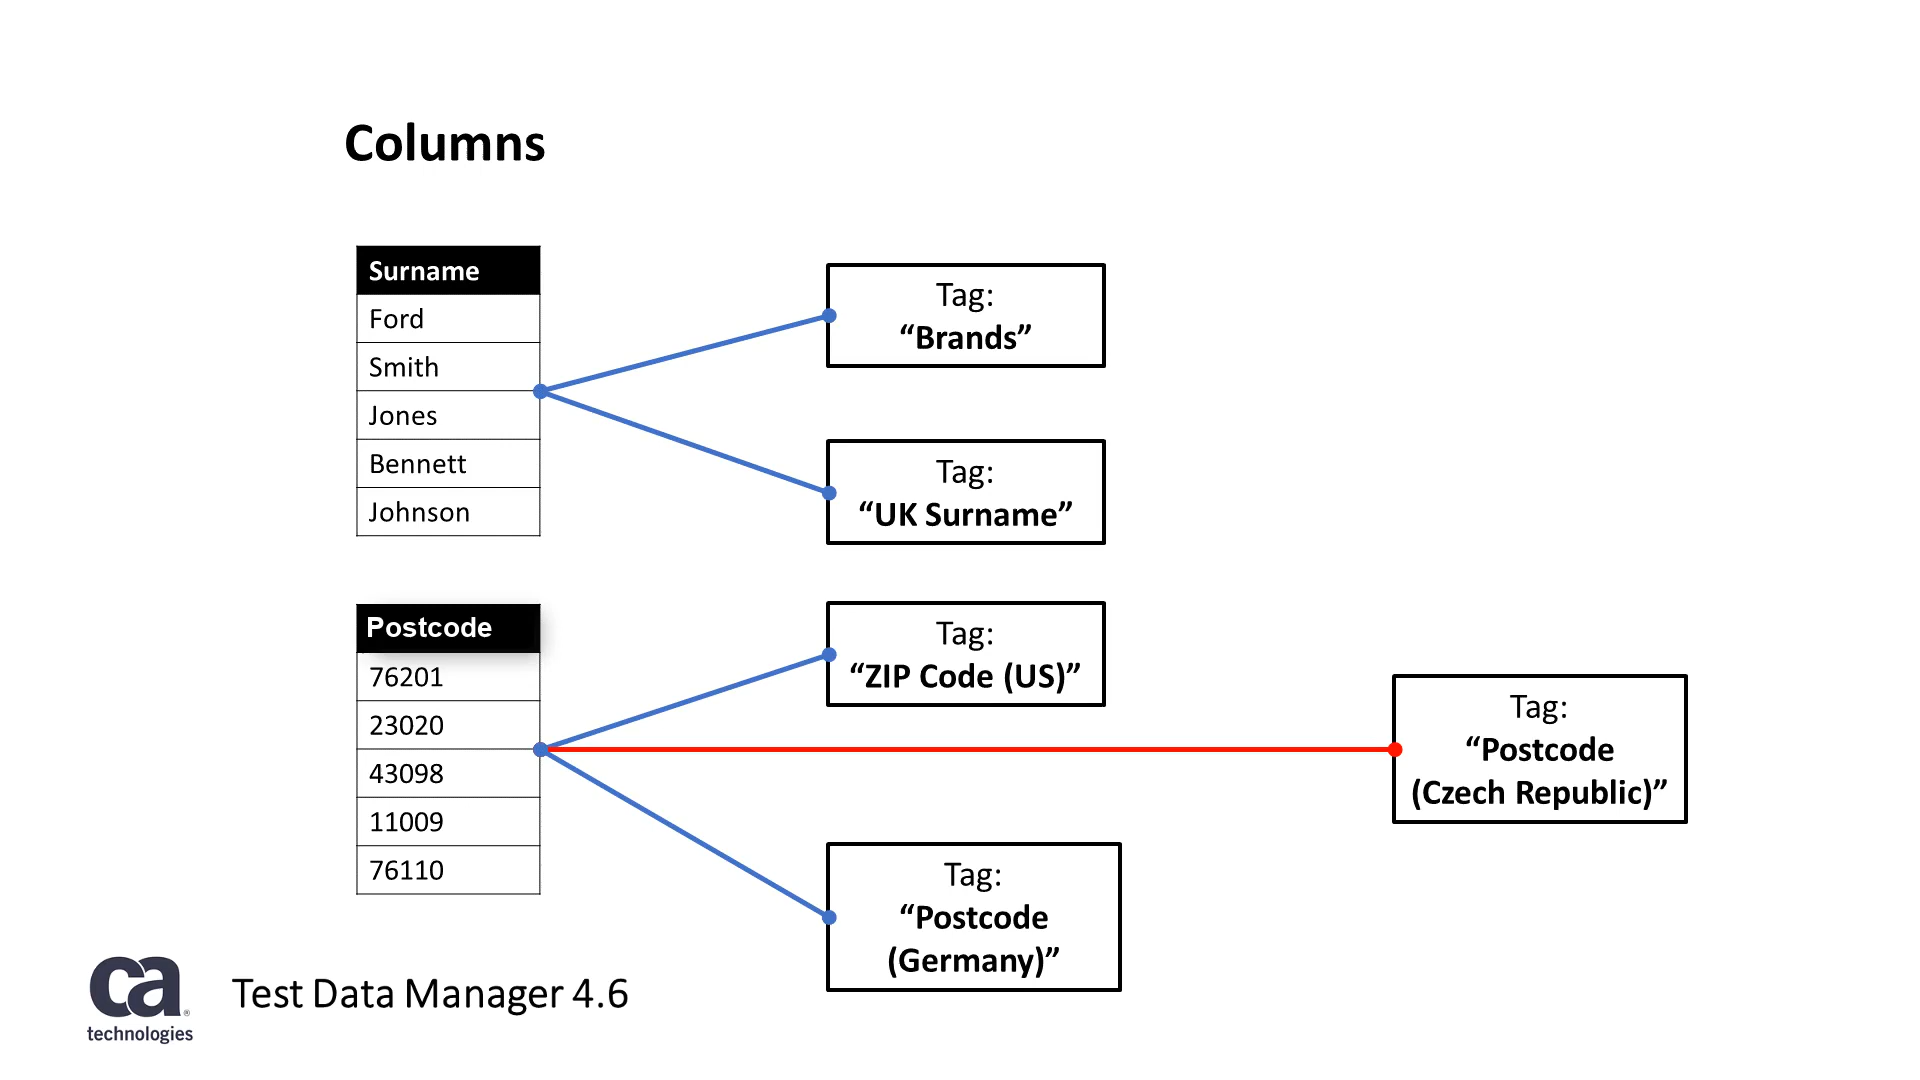 Columns
Surname
Ford
Smith
Jones
Bennett
Johnson
Tag:
“Brands”
Tag:
“UK Surname”
Postcode
76201
23020
43098
11009
76110
Tag:
“ZIP Code (US)”
Tag:
“Postcode
(Czech Republic)”
Tag:
“Postcode
(Germany)”
ca®
technologies
Test Data Manager 4.6